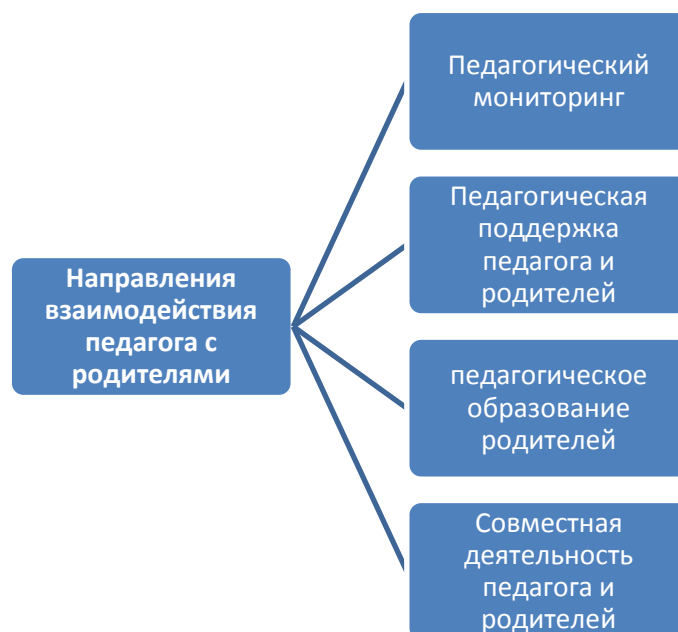 Педагогический
мониторинг
Педагогическая
поддержка
педагога и
родителей
Направления
взаимодействия
педагога с
родителями
педагогическое
образование
родителей
Совместная
деятельность
педагога и
родителей